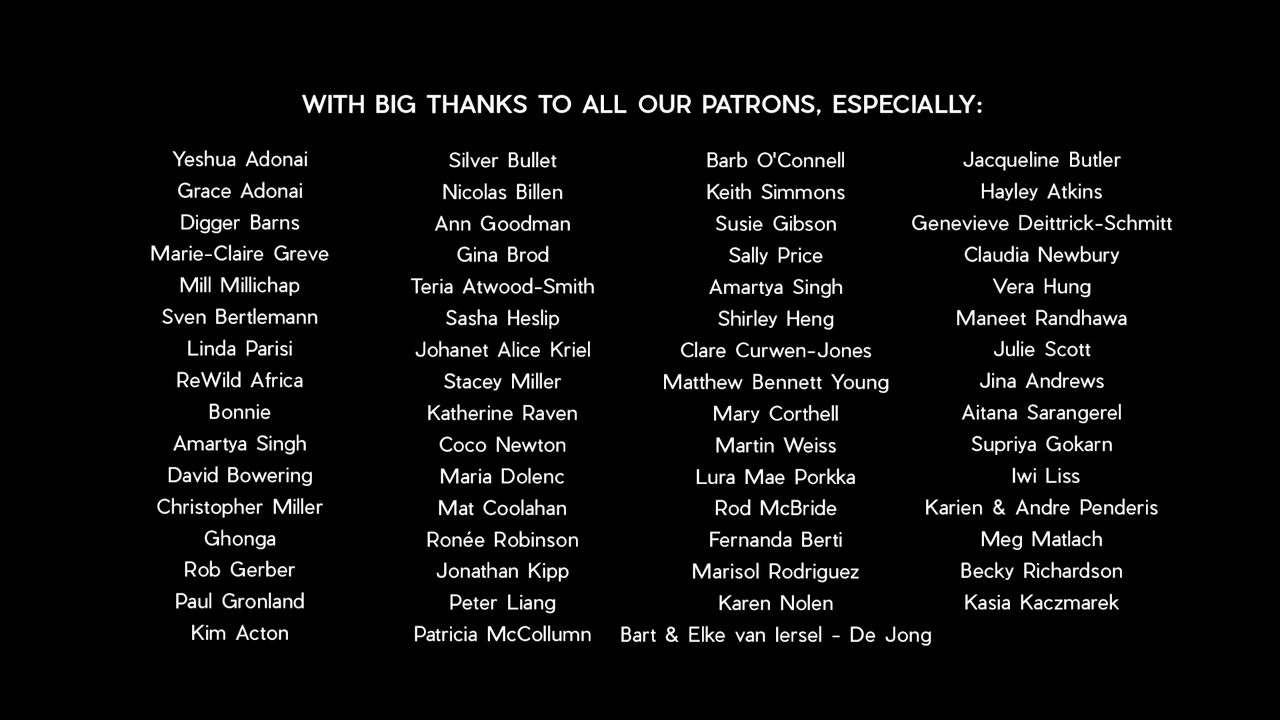 WITH BIG THANKS TO ALL OUR PATRONS, ESPECIALLY:
Yeshua Adonai
Grace Adonai
Digger Barns
Marie-Claire Greve
Mill Millichap
Sven Bertlemann
Linda Parisi
ReWild Africa
Bonnie
Amartya Singh
David Bowering
Christopher Miller
Ghonga
Rob Gerber
Paul Gronland
Kim Acton
Silver Bullet
Nicolas Billen
Ann Goodman
Gina Brod
Teria Atwood-Smith
Sasha Heslip
Johanet Alice Kriel
Stacey Miller
Katherine Raven
Coco Newton
Maria Dolenc
Mat Coolahan
Ronée Robinson
Jonathan Kipp
Peter Liang
Patricia McCollumn
Barb O'Connell
Keith Simmons
Susie Gibson
Sally Price
Amartya Singh
Shirley Heng
Clare Curwen-Jones
Matthew Bennett Young
Mary Corthell
Martin Weiss
Lura Mae Porkka
Rod McBride
Fernanda Berti
Marisol Rodriguez
Karen Nolen
Bart & Elke van Iersel - De Jong
Jacqueline Butler
Hayley Atkins
Genevieve Deittrick-Schmitt
Claudia Newbury
Vera Hung
Maneet Randhawa
Julie Scott
Jina Andrews
Aitana Sarangerel
Supriya Gokarn
Iwi Liss
Karien & Andre Penderis
Meg Matlach
Becky Richardson
Kasia Kaczmarek